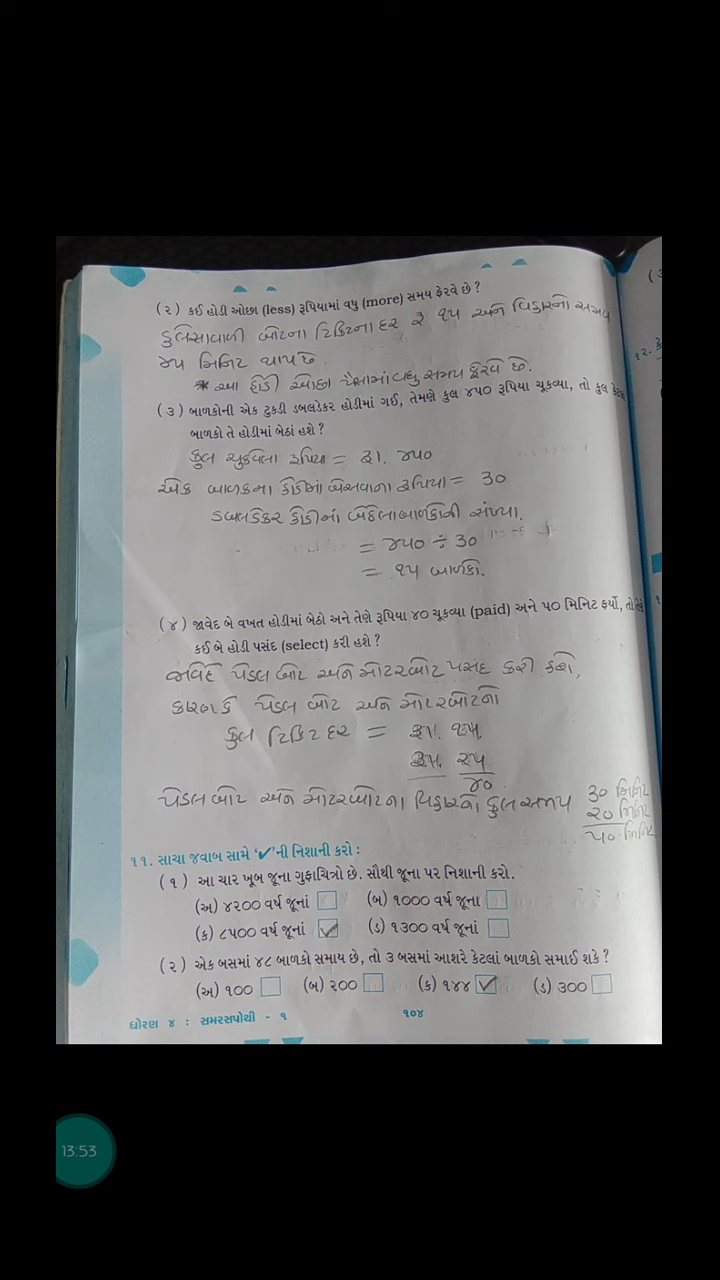 (૨) કઈ હોડી ઓછા (less) રૂપિયામાં વધુ (more) સમય ફેરવે છે ?
હુલેસાવાળી બોટના ટિકિટના દર રૂ ૧૫ અને વિહારનો સમય
૪૫ મિનિટ થાય છે.
* આ હોડી ઓછા પૈસામાં વધુ સમય ફેરવે છે.
(૩) બાળકોની એક ટુકડી ડબલડેકર હોડીમાં ગઈ, તેમણે કુલ ૪૫૦ રૂપિયા ચૂકવ્યા, તો કુલ
બાળકો તે હોડીમાં બેઠાં હશે ?
કુલ ચુકવેલા રૂપિયા = રૂા. ૪૫૦
એક બાળકના હોડીમાં બેસવાના રૂપિયા = ૩૦
ડબલડેકર હોડીમાં બેઠેલા બાળકોની સંખ્યા.
= ૪૫૦ ÷ ૩૦
= ૧૫ બાળકો.
(૪) જાવેદ બે વખત હોડીમાં બેઠો અને તેણે રૂપિયા ૪૦ ચૂકવ્યા (paid) અને ૫૦ મિનિટ ફર્યો, તો
કઈ બે હોડી પસંદ (select) કરી હશે ?
જાવેદે પેડલ બોટ અને મોટરબોટ પસંદ કરી હશે,
કારણ કે પેડલ બોટ અને મોટરબોટનો
કુલ ટિકિટ દર = રૂા. ૧૫
રૂા. ૨૫
૪૦
પેડલ બોટ અને મોટરબોટના વિહારનો કુલ સમય ૩૦ મિનિટ
૨૦ મિનિટ
૫૦ મિનિટ
૧૧. સાચા જવાબ સામે ‘✓’ની નિશાની કરો :
(૧) આ ચાર ખૂબ જૂના ગુફાચિત્રો છે. સૌથી જૂના પર નિશાની કરો.
(અ) ૪૨૦૦ વર્ષ જૂનાં (બ) ૧૦૦૦ વર્ષ જૂના
(ક) ૮૫૦૦ વર્ષ જૂનાં ✓ (ડ) ૧૩૦૦ વર્ષ જૂનાં
(૨) એક બસમાં ૪૮ બાળકો સમાય છે, તો ૩ બસમાં આશરે કેટલાં બાળકો સમાઈ શકે ?
(અ) ૧૦૦ (બ) ૨૦૦ (ક) ૧૪૪ ✓ (ડ) ૩૦૦
ધોરણ ૪ : સમરસપોથી - ૧ ૧૦૪
૧૨.
13:53